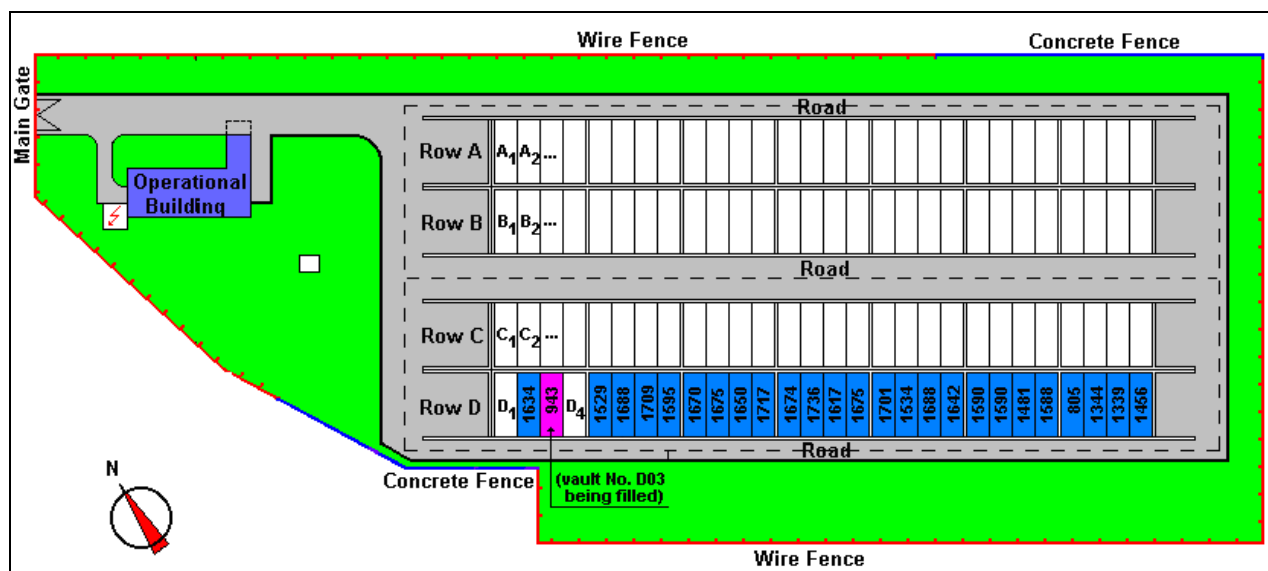 Wire Fence
Concrete Fence
Main Gate
Road
Row A A1 A2 ...
Operational
Building
Row B B1 B2 ...
Road
Row C C1 C2 ...
Row D D1 1634 943 D4 1529 1688 1709 1595 1670 1675 1650 1717 1674 1736 1617 1675 1701 1534 1688 1642 1590 1590 1481 1588 805 1344 1339 1456
Road
N
Concrete Fence
(vault No. D03
being filled)
Wire Fence